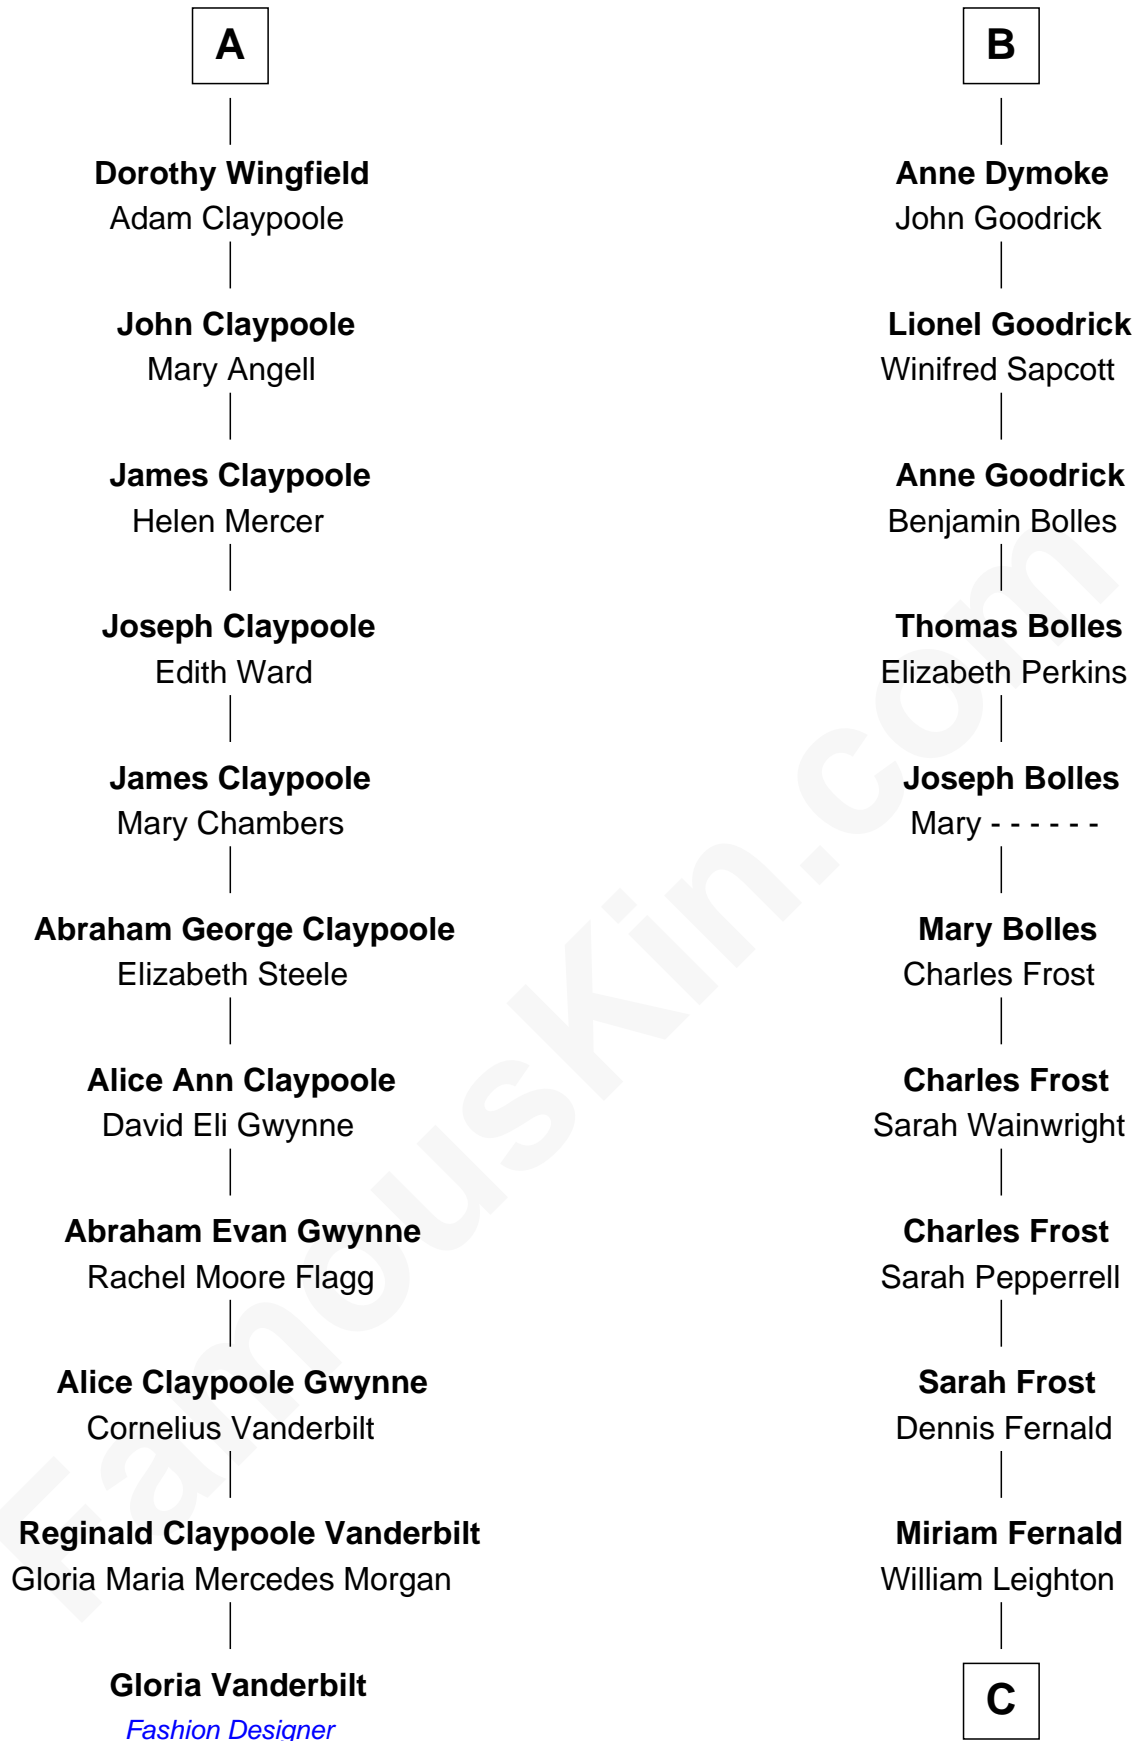 A
Dorothy Wingfield
Adam Claypoole
John Claypoole
Mary Angell
James Claypoole
Helen Mercer
Joseph Claypoole
Edith Ward
James Claypoole
Mary Chambers
Abraham George Claypoole
Elizabeth Steele
Alice Ann Claypoole
David Eli Gwynne
Abraham Evan Gwynne
Rachel Moore Flagg
Alice Claypoole Gwynne
Cornelius Vanderbilt
Reginald Claypoole Vanderbilt
Gloria Maria Mercedes Morgan
Gloria Vanderbilt
Fashion Designer
B
Anne Dymoke
John Goodrick
Lionel Goodrick
Winifred Sapcott
Anne Goodrick
Benjamin Bolles
Thomas Bolles
Elizabeth Perkins
Joseph Bolles
Mary - - - - - -
Mary Bolles
Charles Frost
Charles Frost
Sarah Wainwright
Charles Frost
Sarah Pepperrell
Sarah Frost
Dennis Fernald
Miriam Fernald
William Leighton
C
FamousKin.com